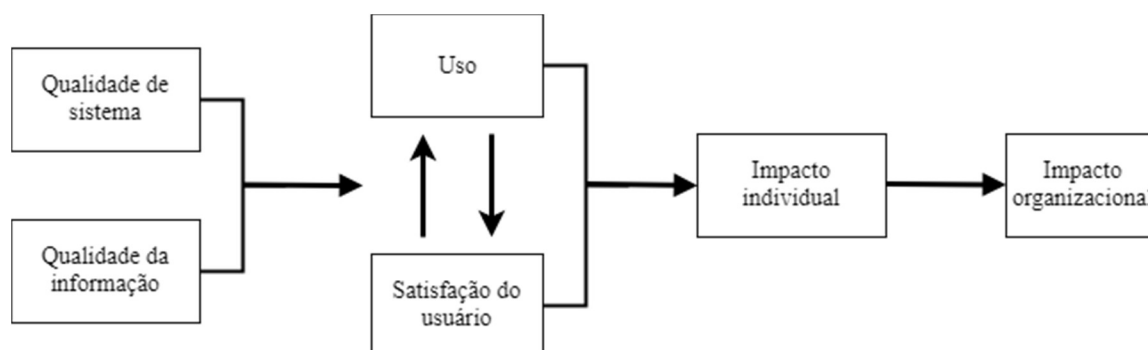 Qualidade de
sistema
Qualidade da
informação
Uso
Satisfação do
usuário
Impacto
individual
Impacto
organizacional